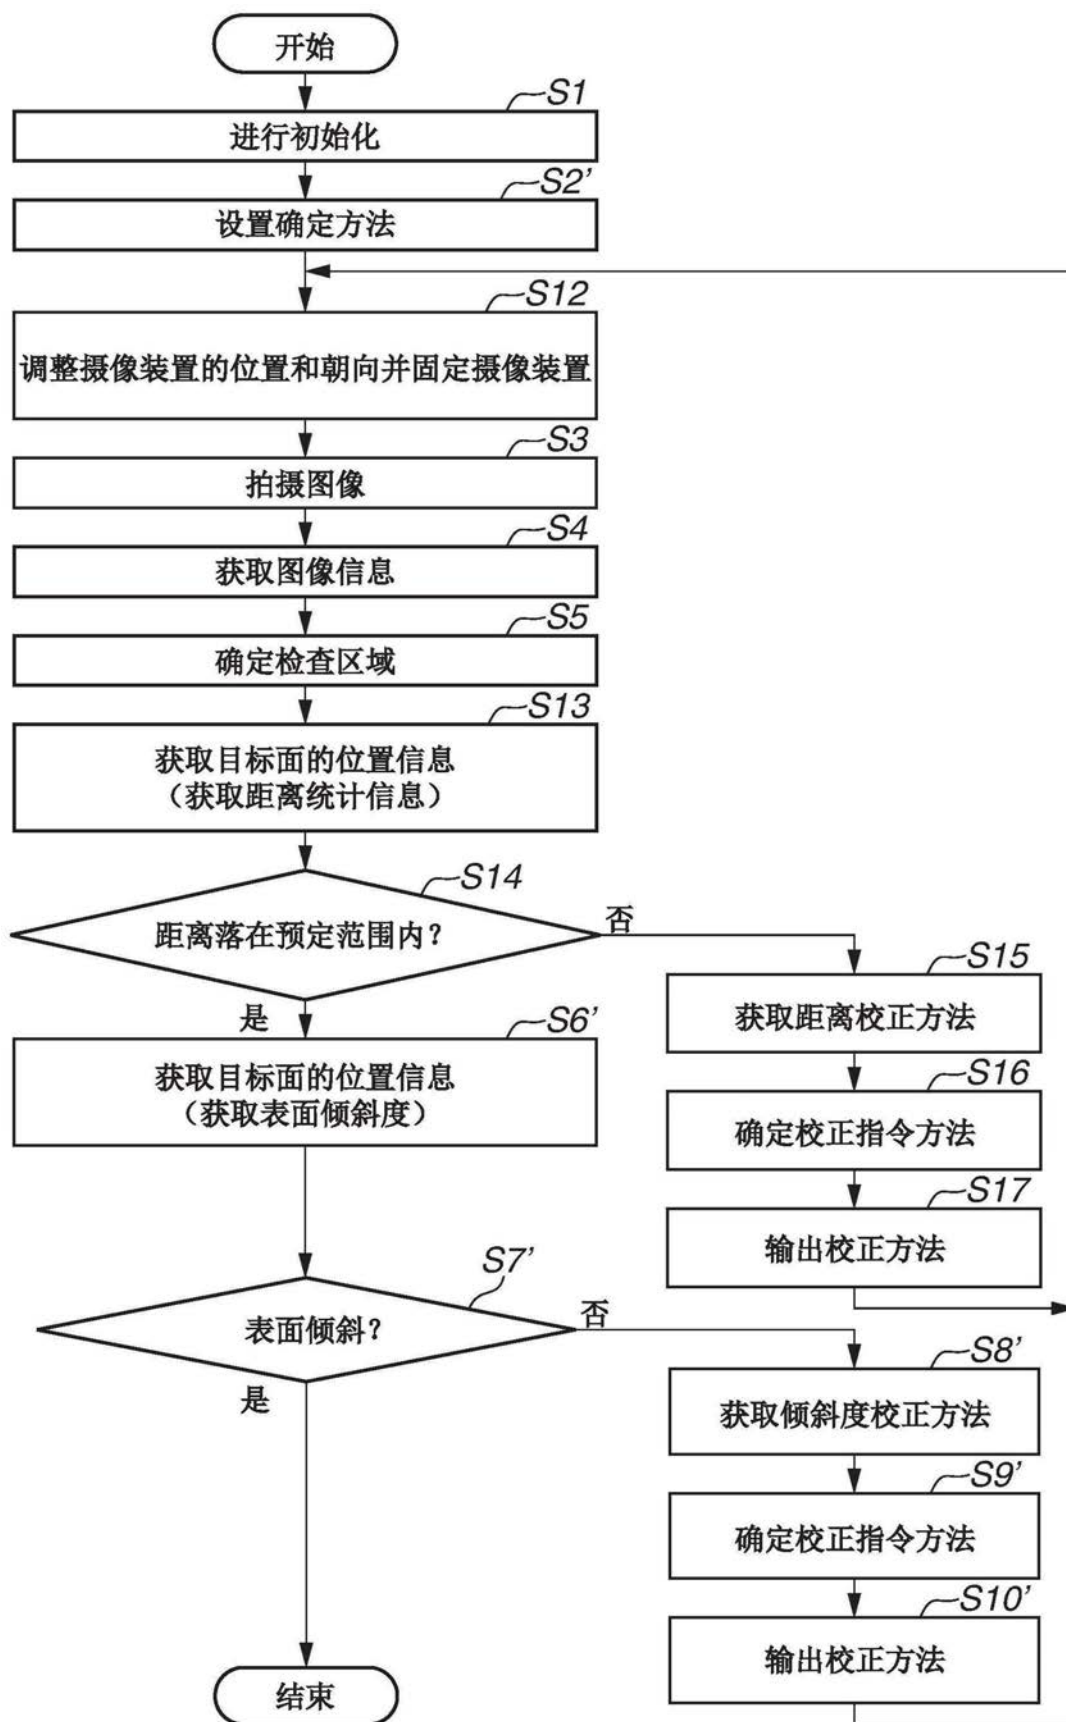 开始
S1
进行初始化
S2’
设置确定方法
S12
调整摄像装置的位置和朝向并固定摄像装置
S3
拍摄图像
S4
获取图像信息
S5
确定检查区域
S13
获取目标面的位置信息
（获取距离统计信息）
S14
距离落在预定范围内？
否
是
S15
获取距离校正方法
S16
确定校正指令方法
S17
输出校正方法
S6’
获取目标面的位置信息
（获取表面倾斜度）
S7’
表面倾斜？
否
是
S8’
获取倾斜度校正方法
S9’
确定校正指令方法
S10’
输出校正方法
结束